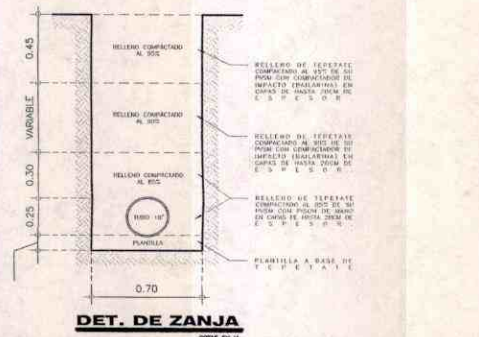 0.45
VARIABLE
0.30
0.25
RELLENO COMPACTADO
AL 95%
RELLENO COMPACTADO
AL 90%
RELLENO COMPACTADO
AL 85%
TUBO
PLANTILLA
0.70
RELLENO DE TEPETATE
COMPACTADO AL 95% DE SU
PVSM CON COMPACTADOR DE
IMPACTO (BAILARINA) EN
CAPAS DE HASTA 20CM DE
E S P E S O R
RELLENO DE TEPETATE
COMPACTADO AL 90% DE SU
PVSM CON COMPACTADOR DE
IMPACTO (BAILARINA) EN
CAPAS DE HASTA 20CM DE
E S P E S O R
RELLENO DE TEPETATE
COMPACTADO AL 85% DE SU
PVSM CON PISON DE MANO
EN CAPAS DE HASTA 20CM DE
E S P E S O R
PLANTILLA A BASE DE
T E P E T A T E
DET. DE ZANJA